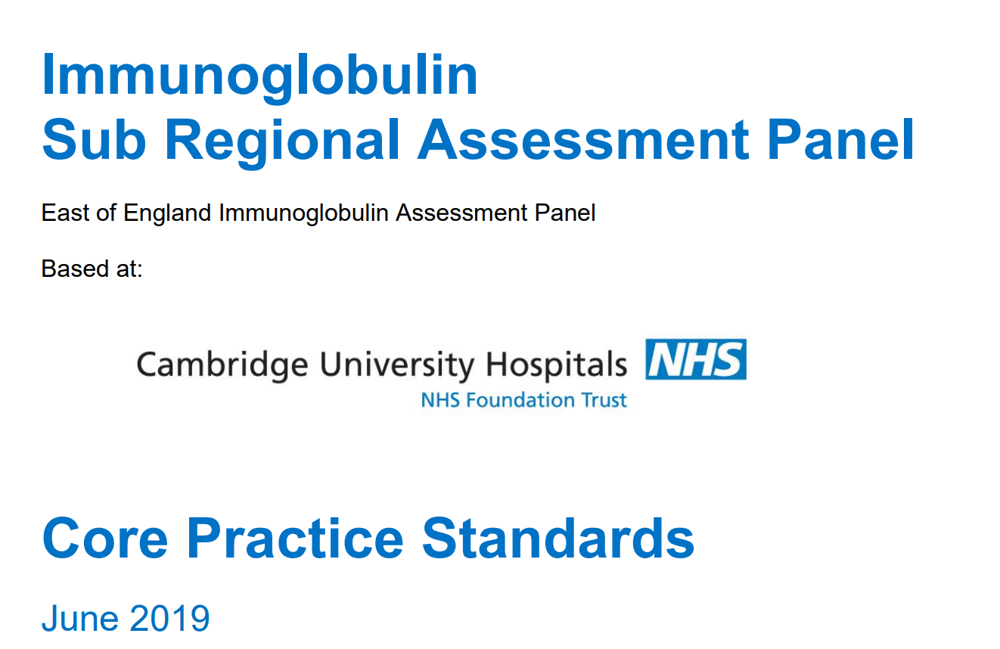 Immunoglobulin
Sub Regional Assessment Panel
East of England Immunoglobulin Assessment Panel
Based at:
Cambridge University Hospitals NHS
NHS Foundation Trust
Core Practice Standards
June 2019